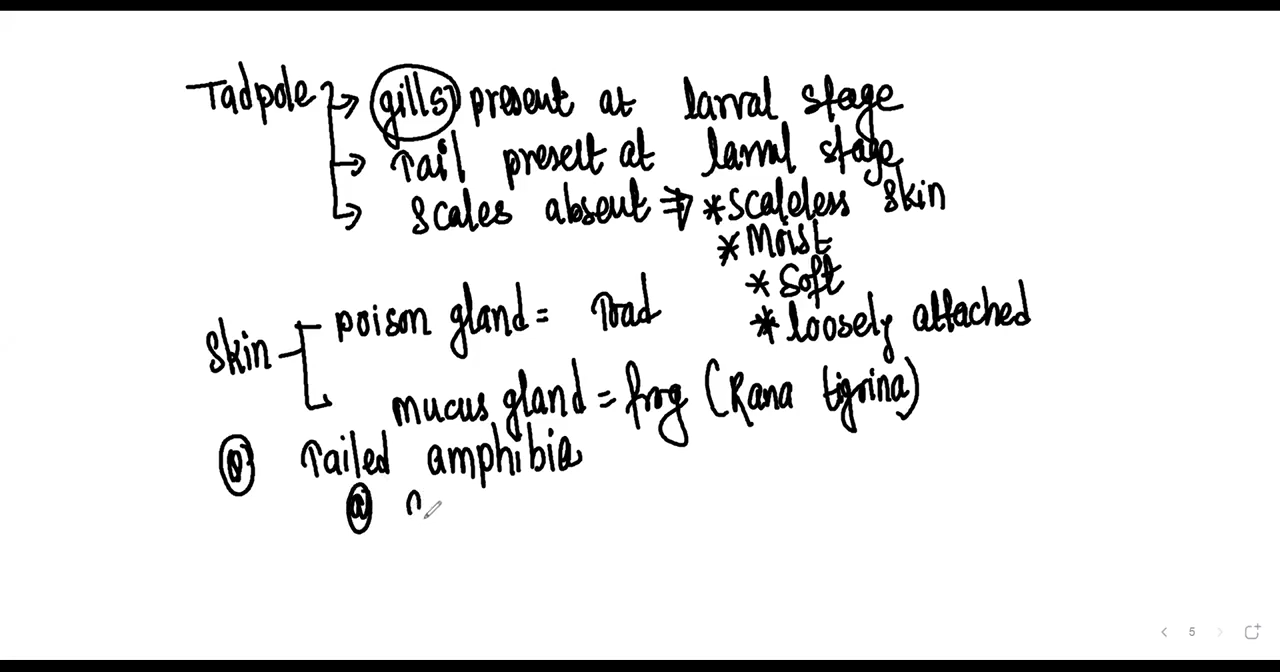 Tadpole → gills present at larval stage
→ Tail present at larval stage
→ Scales absent ⇒ * Scaleless skin
* Moist
* Soft
* loosely attached
Skin poison gland = Toad
mucus gland = frog (Rana tigrina)
Q Tailed amphibia
a
5